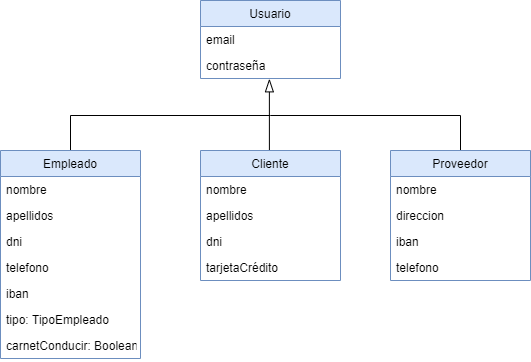 Usuario
email
contraseña
Empleado
nombre
apellidos
dni
telefono
iban
tipo: TipoEmpleado
carnetConducir: Boolean
Cliente
nombre
apellidos
dni
tarjetaCrédito
Proveedor
nombre
direccion
iban
telefono